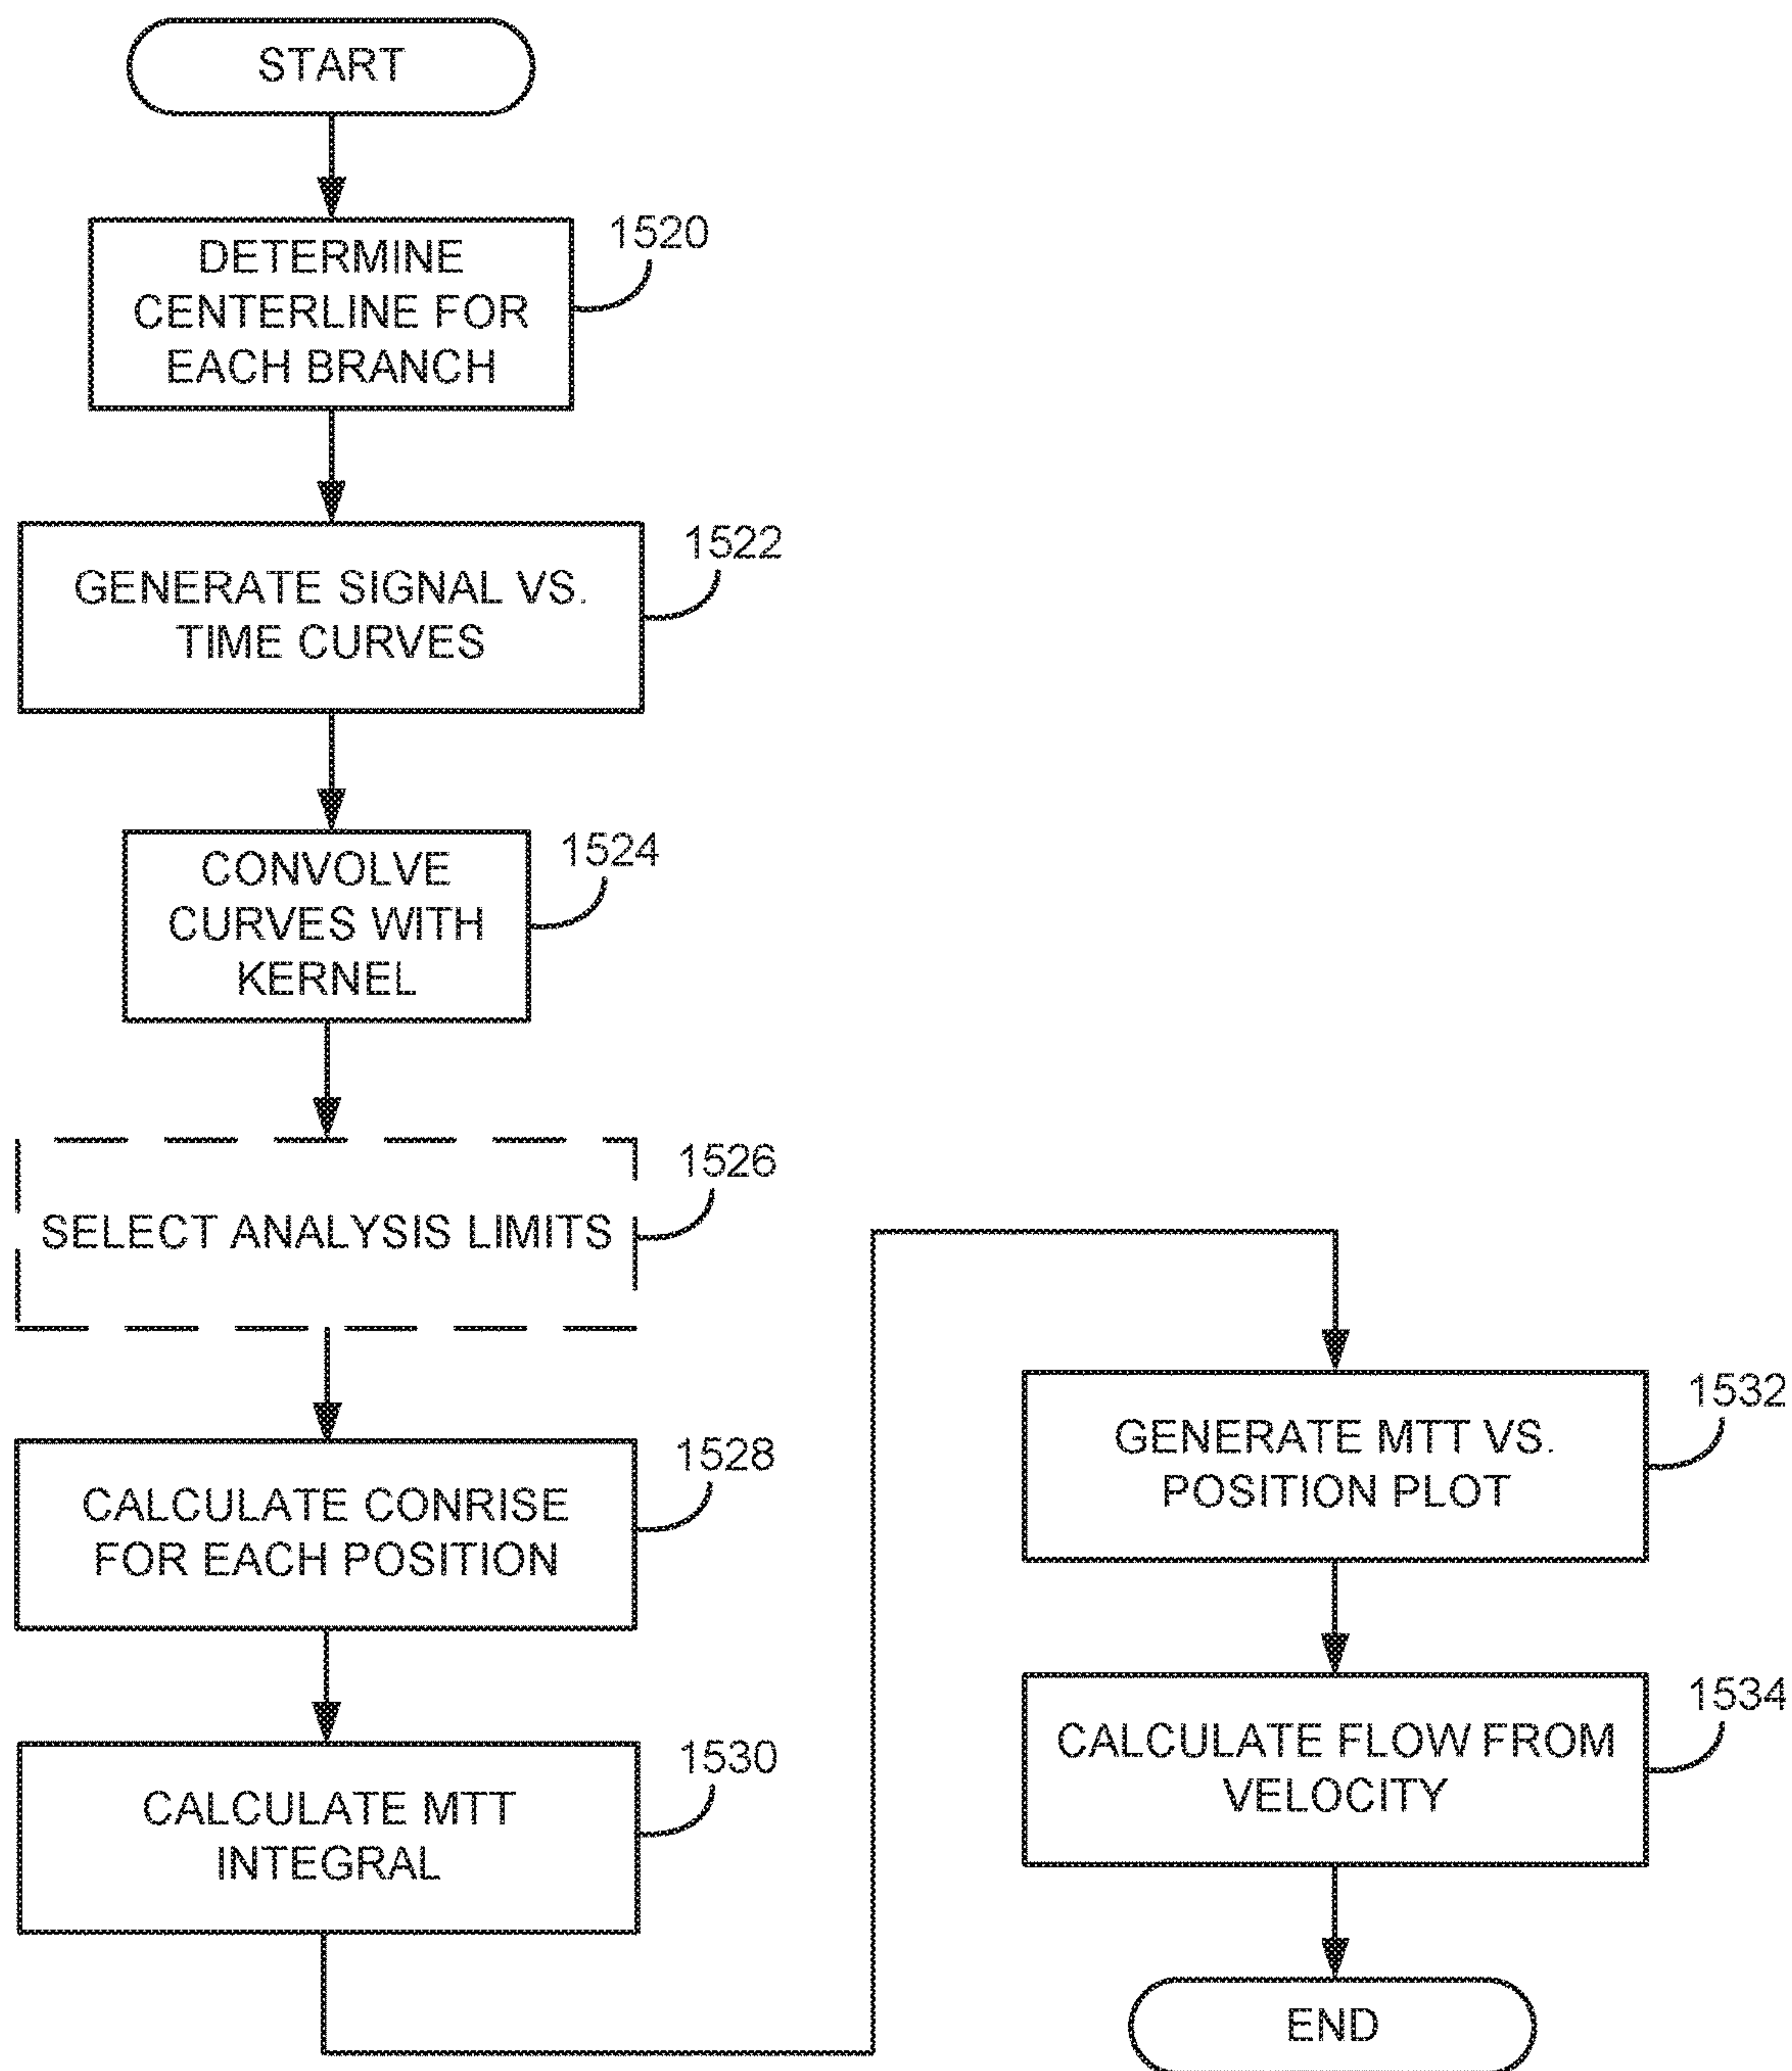 START
DETERMINE
CENTERLINE FOR
EACH BRANCH
1520
GENERATE SIGNAL VS.
TIME CURVES
1522
CONVOLVE
CURVES WITH
KERNEL
1524
SELECT ANALYSIS LIMITS
1526
CALCULATE CONRISE
FOR EACH POSITION
1528
CALCULATE MTT
INTEGRAL
1530
GENERATE MTT VS.
POSITION PLOT
1532
CALCULATE FLOW FROM
VELOCITY
1534
END